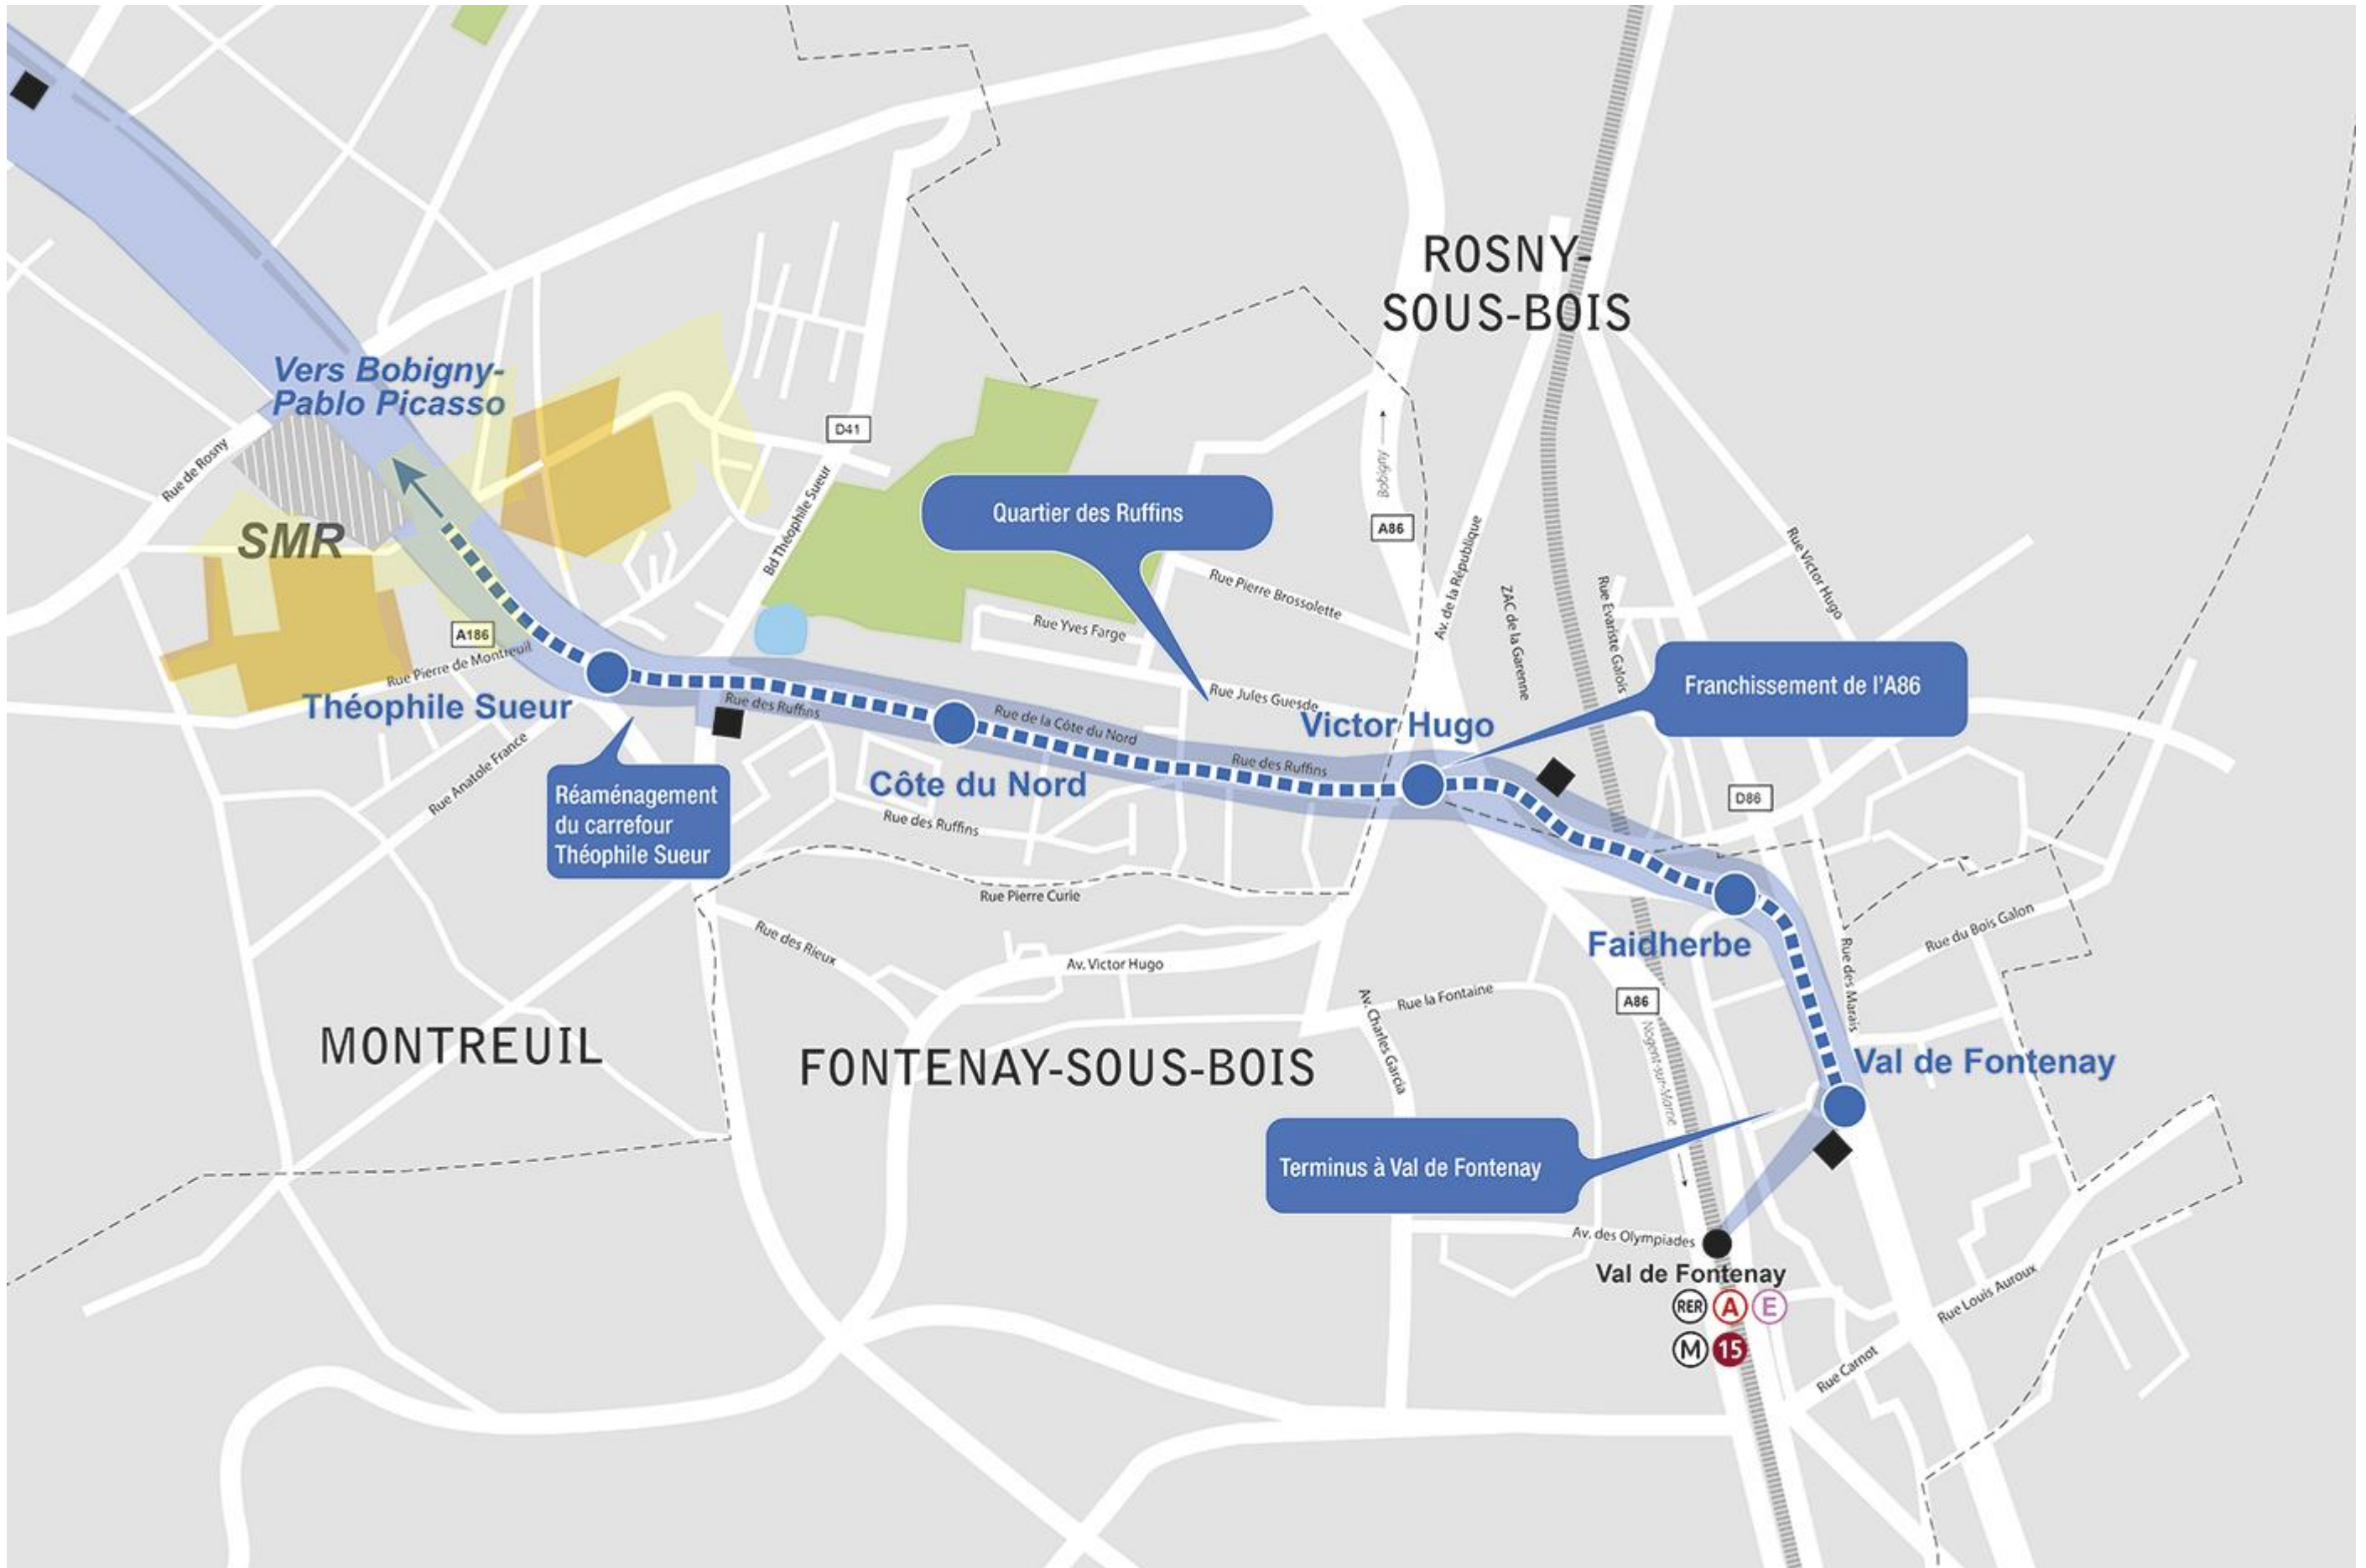 ROSNY-
SOUS-BOIS
Vers Bobigny-
Pablo Picasso
D41
Rue de Rosny
Bd Théophile Sueur
Quartier des Ruffins
Bobigny
A86
Av. de la République
SMR
Rue Victor Hugo
Rue Pierre Brossolette
ZAC de la Garenne
Rue Evariste Galois
Rue Yves Farge
A186
Rue Pierre de Montreuil
Franchissement de l'A86
Théophile Sueur
Rue des Ruffins
Rue Jules Guesde
Rue de la Côte du Nord
Victor Hugo
Rue des Ruffins
Rue Anatole France
Côte du Nord
Réaménagement
du carrefour
Théophile Sueur
D86
Rue des Ruffins
Rue Pierre Curie
Rue des Rieux
Faidherbe
Rue du Bois Galon
Av. Victor Hugo
Rue des Marais
Rue la Fontaine
A86
Av. Charles Garcia
MONTREUIL
FONTENAY-SOUS-BOIS
Nogent-sur-Marne
Val de Fontenay
Terminus à Val de Fontenay
Av. des Olympiades
Val de Fontenay
RER A E
M 15
Rue Louis Auroux
Rue Carnot